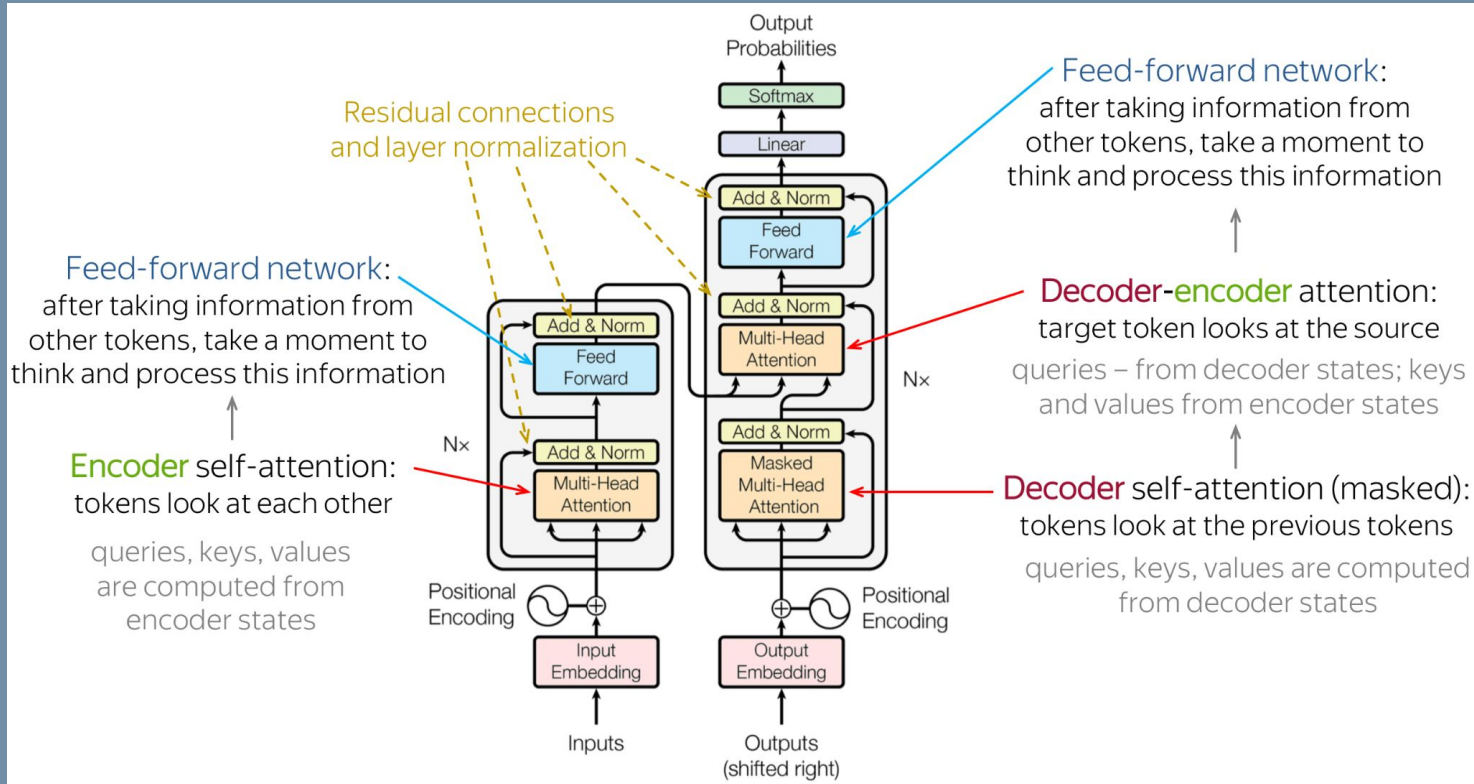 Output
Probabilities
Softmax
Linear
Add & Norm
Feed
Forward
Add & Norm
Multi-Head
Attention
Nx
Add & Norm
Masked
Multi-Head
Attention
Positional
Encoding
Output
Embedding
Outputs
(shifted right)
Residual connections
and layer normalization
Feed-forward network:
after taking information from
other tokens, take a moment to
think and process this information
Encoder self-attention:
tokens look at each other
queries, keys, values
are computed from
encoder states
Add & Norm
Feed
Forward
Nx
Add & Norm
Multi-Head
Attention
Positional
Encoding
Input
Embedding
Inputs
Feed-forward network:
after taking information from
other tokens, take a moment to
think and process this information
Decoder-encoder attention:
target token looks at the source
queries – from decoder states; keys
and values from encoder states
Decoder self-attention (masked):
tokens look at the previous tokens
queries, keys, values are computed
from decoder states